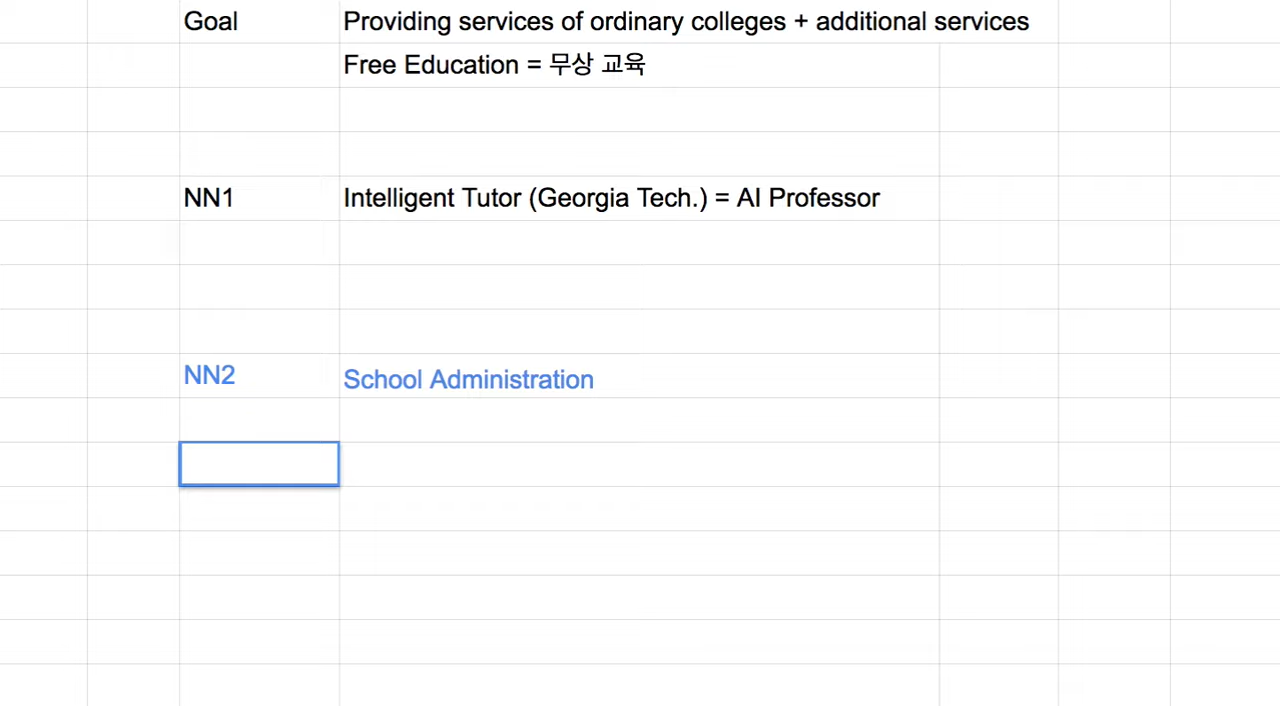 Goal Providing services of ordinary colleges + additional services
Free Education = 무상 교육
NN1 Intelligent Tutor (Georgia Tech.) = AI Professor
NN2 School Administration